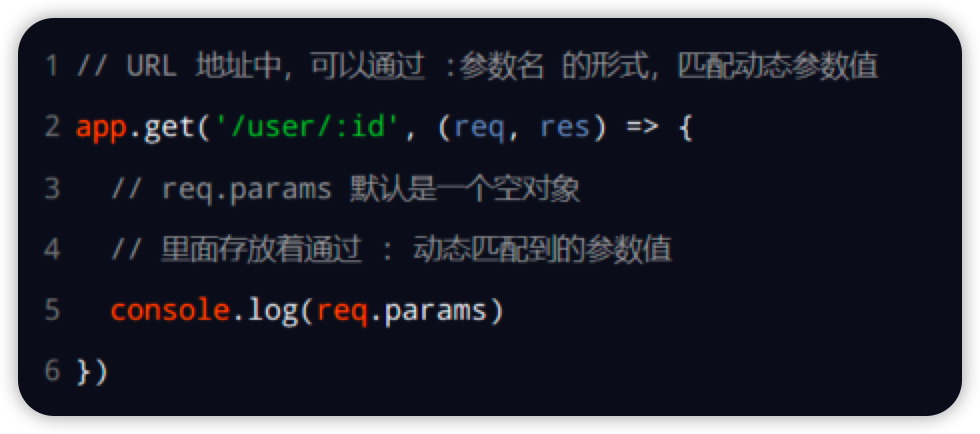 1 // URL 地址中，可以通过 :参数名 的形式，匹配动态参数值
2 app.get('/user/:id', (req, res) => {
3   // req.params 默认是一个空对象
4   // 里面存放着通过 : 动态匹配到的参数值
5   console.log(req.params)
6 })